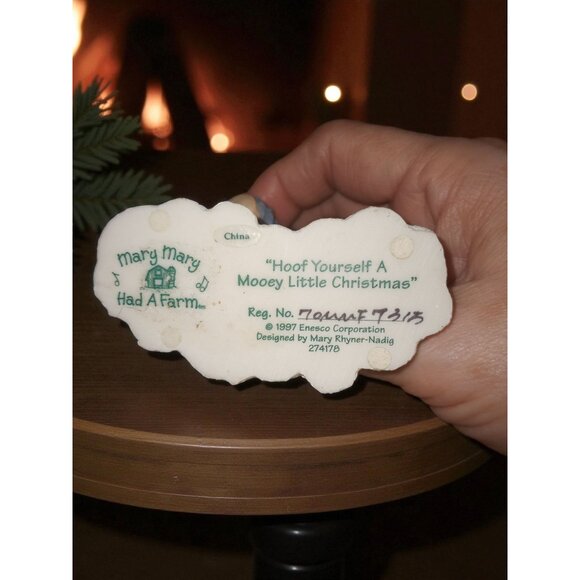 China
Mary Mary
Had A Farm™
"Hoof Yourself A
Mooey Little Christmas"
Reg. No.
© 1997 Enesco Corporation
Designed by Mary Rhyner-Nadig
274178